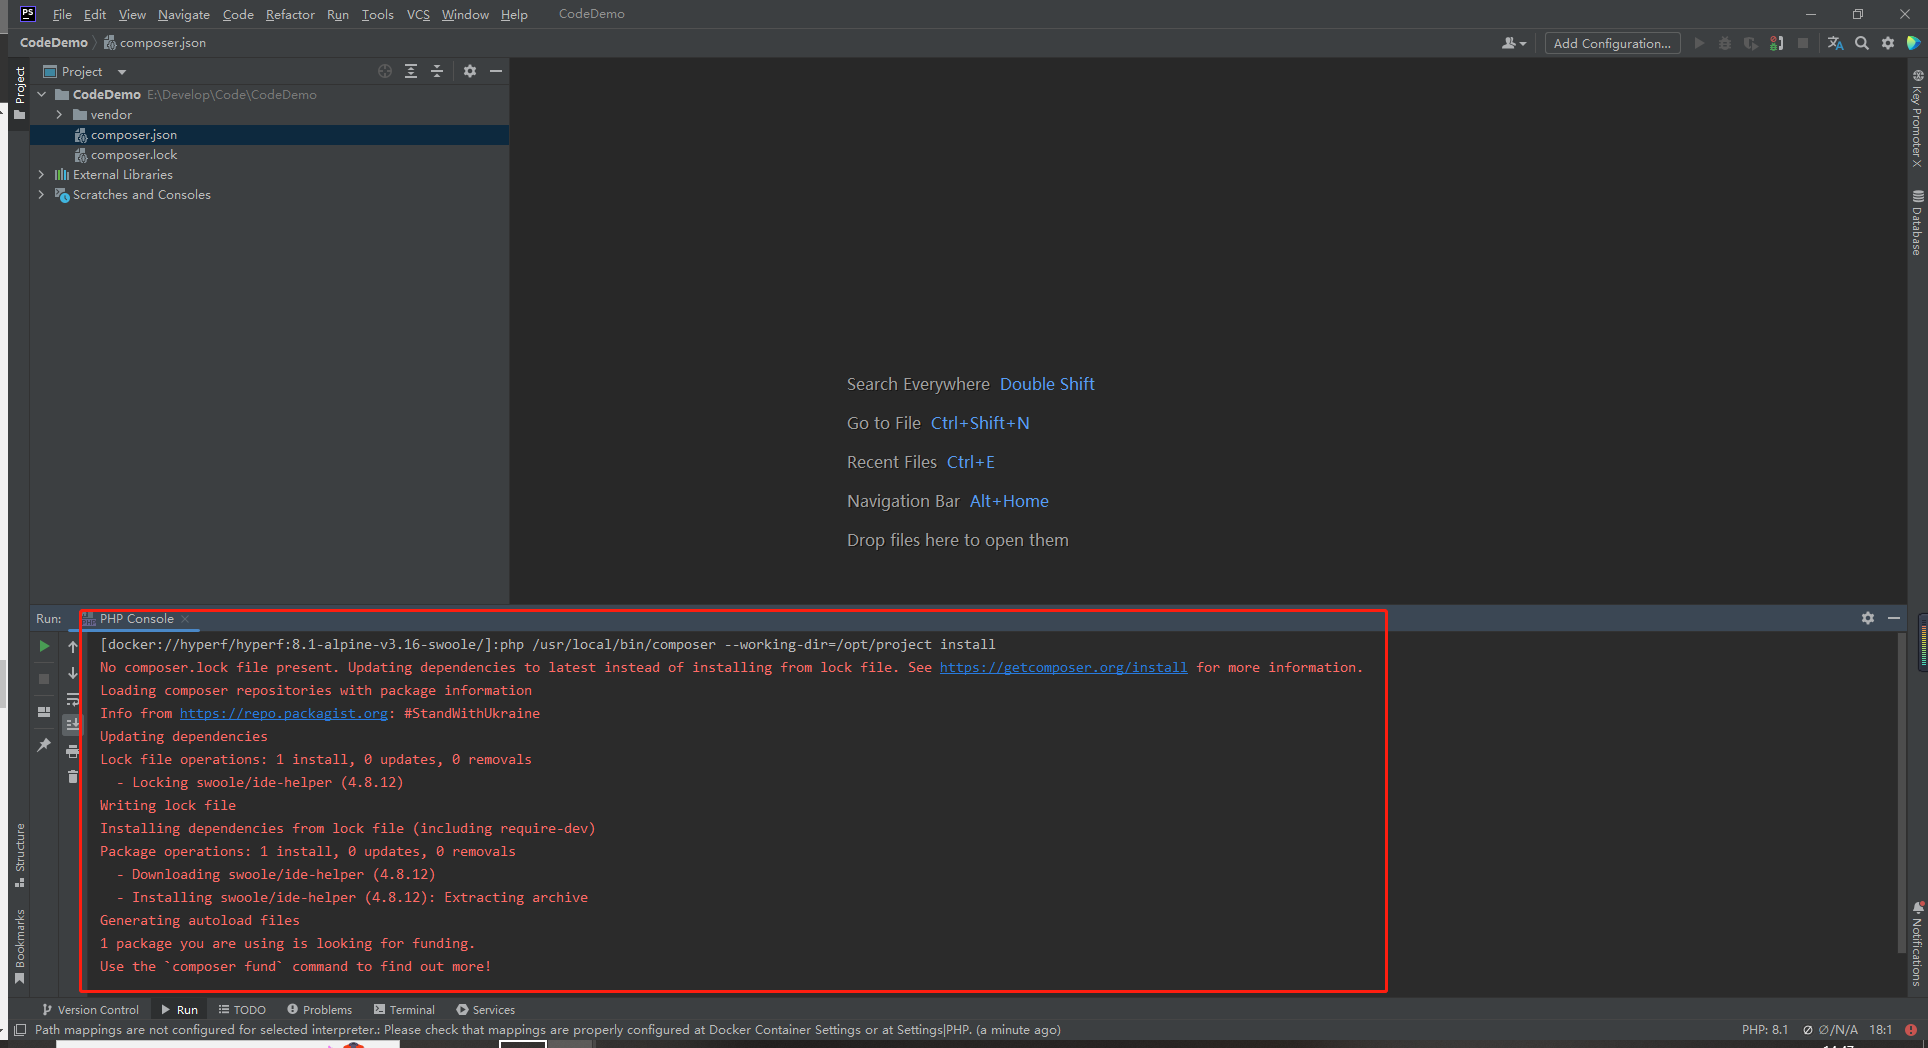 PS File Edit View Navigate Code Refactor Run Tools VCS Window Help CodeDemo
CodeDemo composer.json Add Configuration...
Project
Project
CodeDemo E:\Develop\Code\CodeDemo
vendor
composer.json
composer.lock
External Libraries
Scratches and Consoles
Key Promoter X
Database
Search Everywhere Double Shift
Go to File Ctrl+Shift+N
Recent Files Ctrl+E
Navigation Bar Alt+Home
Drop files here to open them
Run: PHP Console
[docker://hyperf/hyperf:8.1-alpine-v3.16-swoole/]:php /usr/local/bin/composer --working-dir=/opt/project install
No composer.lock file present. Updating dependencies to latest instead of installing from lock file. See https://getcomposer.org/install for more information.
Loading composer repositories with package information
Info from https://repo.packagist.org: #StandWithUkraine
Updating dependencies
Lock file operations: 1 install, 0 updates, 0 removals
- Locking swoole/ide-helper (4.8.12)
Writing lock file
Installing dependencies from lock file (including require-dev)
Package operations: 1 install, 0 updates, 0 removals
- Downloading swoole/ide-helper (4.8.12)
- Installing swoole/ide-helper (4.8.12): Extracting archive
Generating autoload files
1 package you are using is looking for funding.
Use the `composer fund` command to find out more!
Structure
Bookmarks
Notifications
Version Control Run TODO Problems Terminal Services
Path mappings are not configured for selected interpreter.: Please check that mappings are properly configured at Docker Container Settings or at Settings|PHP. (a minute ago) PHP: 8.1 ∅/N/A 18:1